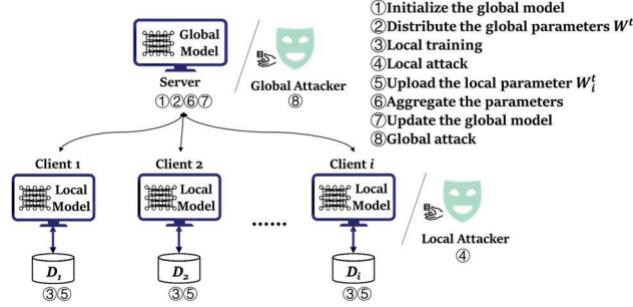 Global
Model
Server
①②⑥⑦
Global Attacker
⑧
①Initialize the global model
②Distribute the global parameters Wᵗ
③Local training
④Local attack
⑤Upload the local parameter Wᵢᵗ
⑥Aggregate the parameters
⑦Update the global model
⑧Global attack
Client 1
Local
Model
D₁
③⑤
Client 2
Local
Model
D₂
③⑤
......
Client i
Local
Model
Dᵢ
③⑤
Local Attacker
④